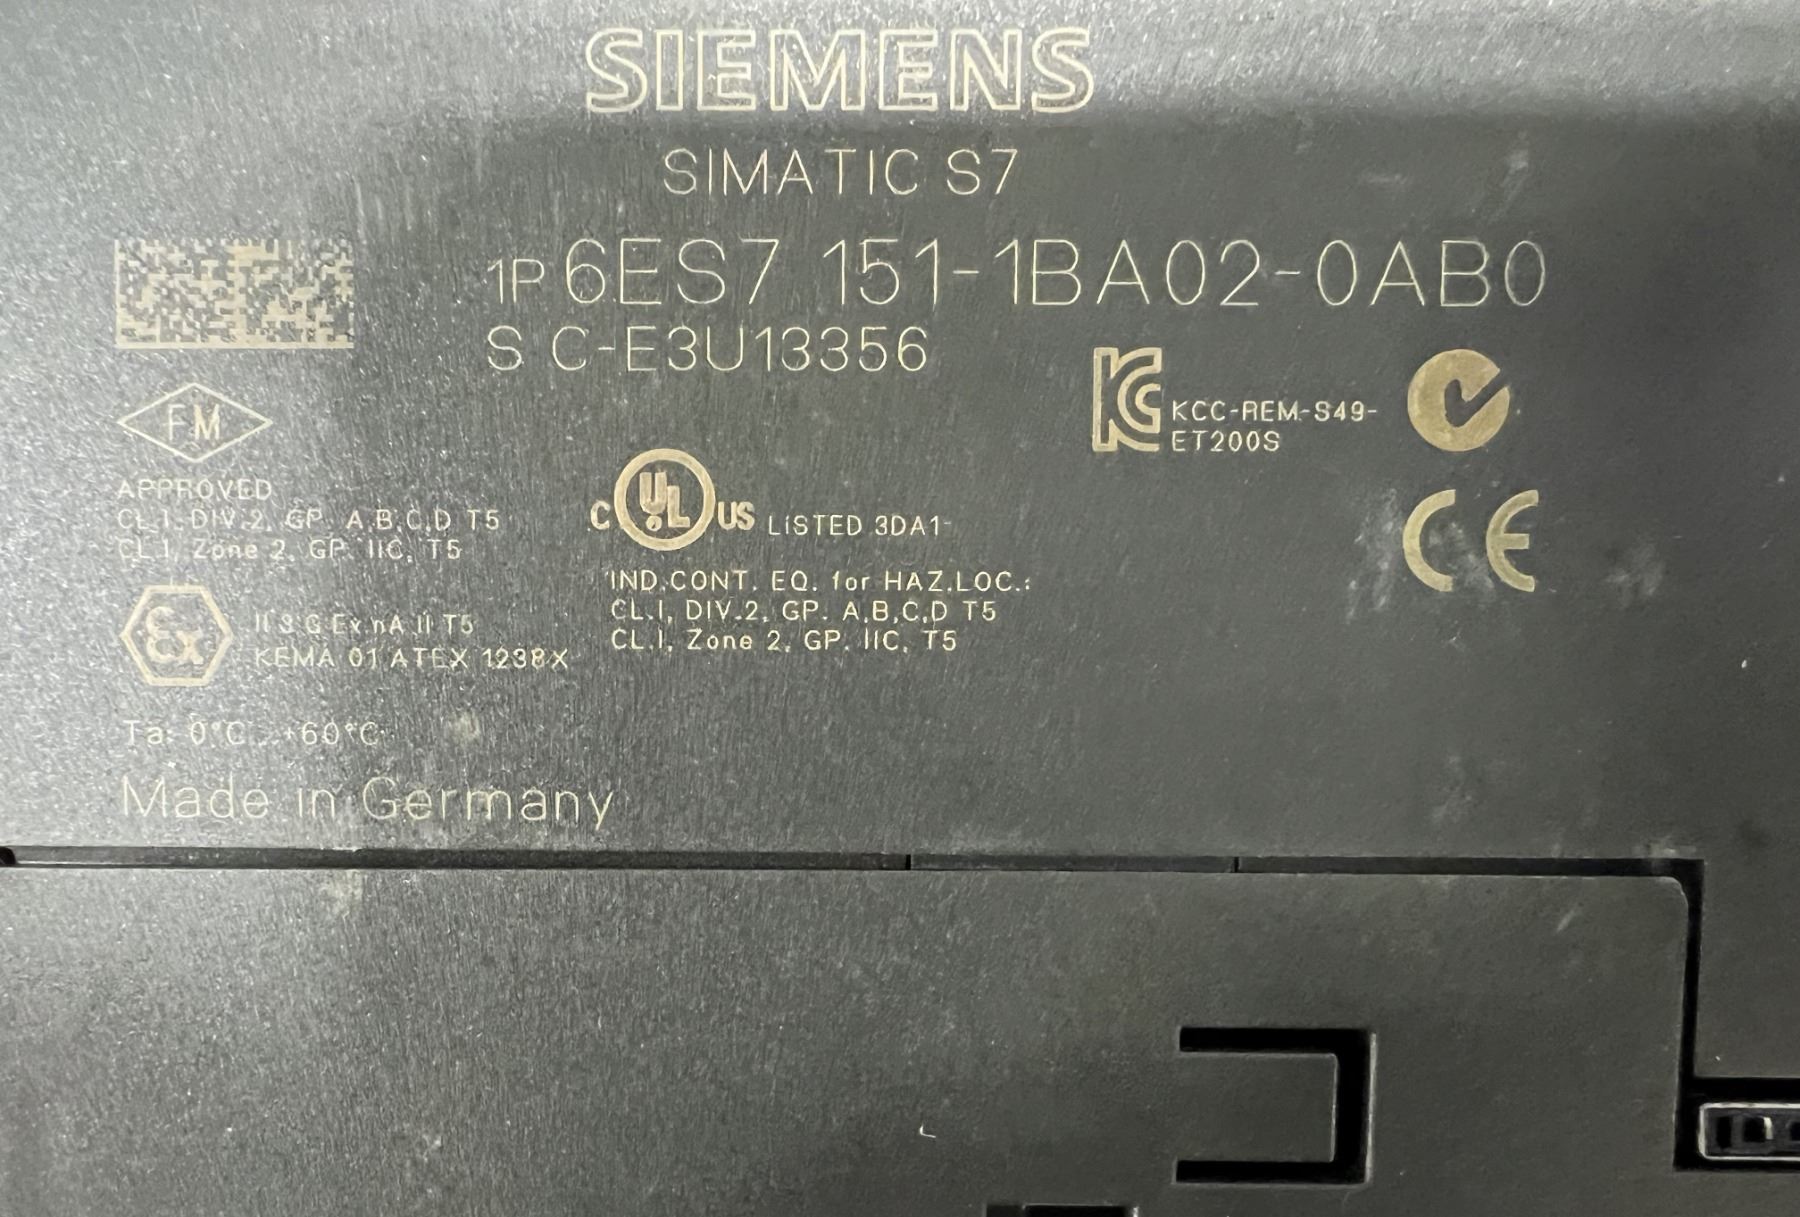 SIEMENS
SIMATIC S7
1P 6ES7 151-1BA02-0AB0
S C-E3U13356
KCC-REM-S49-
ET200S
FM
APPROVED
CL.I, DIV.2, GP. A,B,C,D T5
CL.I, Zone 2, GP. IIC, T5
C UL US LISTED 3DA1
IND.CONT. EQ. for HAZ.LOC.:
CL.I, DIV.2, GP. A,B,C,D T5
CL.I, Zone 2, GP. IIC, T5
CE
Ex II 3 G Ex nA II T5
KEMA 01 ATEX 1238X
Ta: 0°C...+60°C
Made in Germany